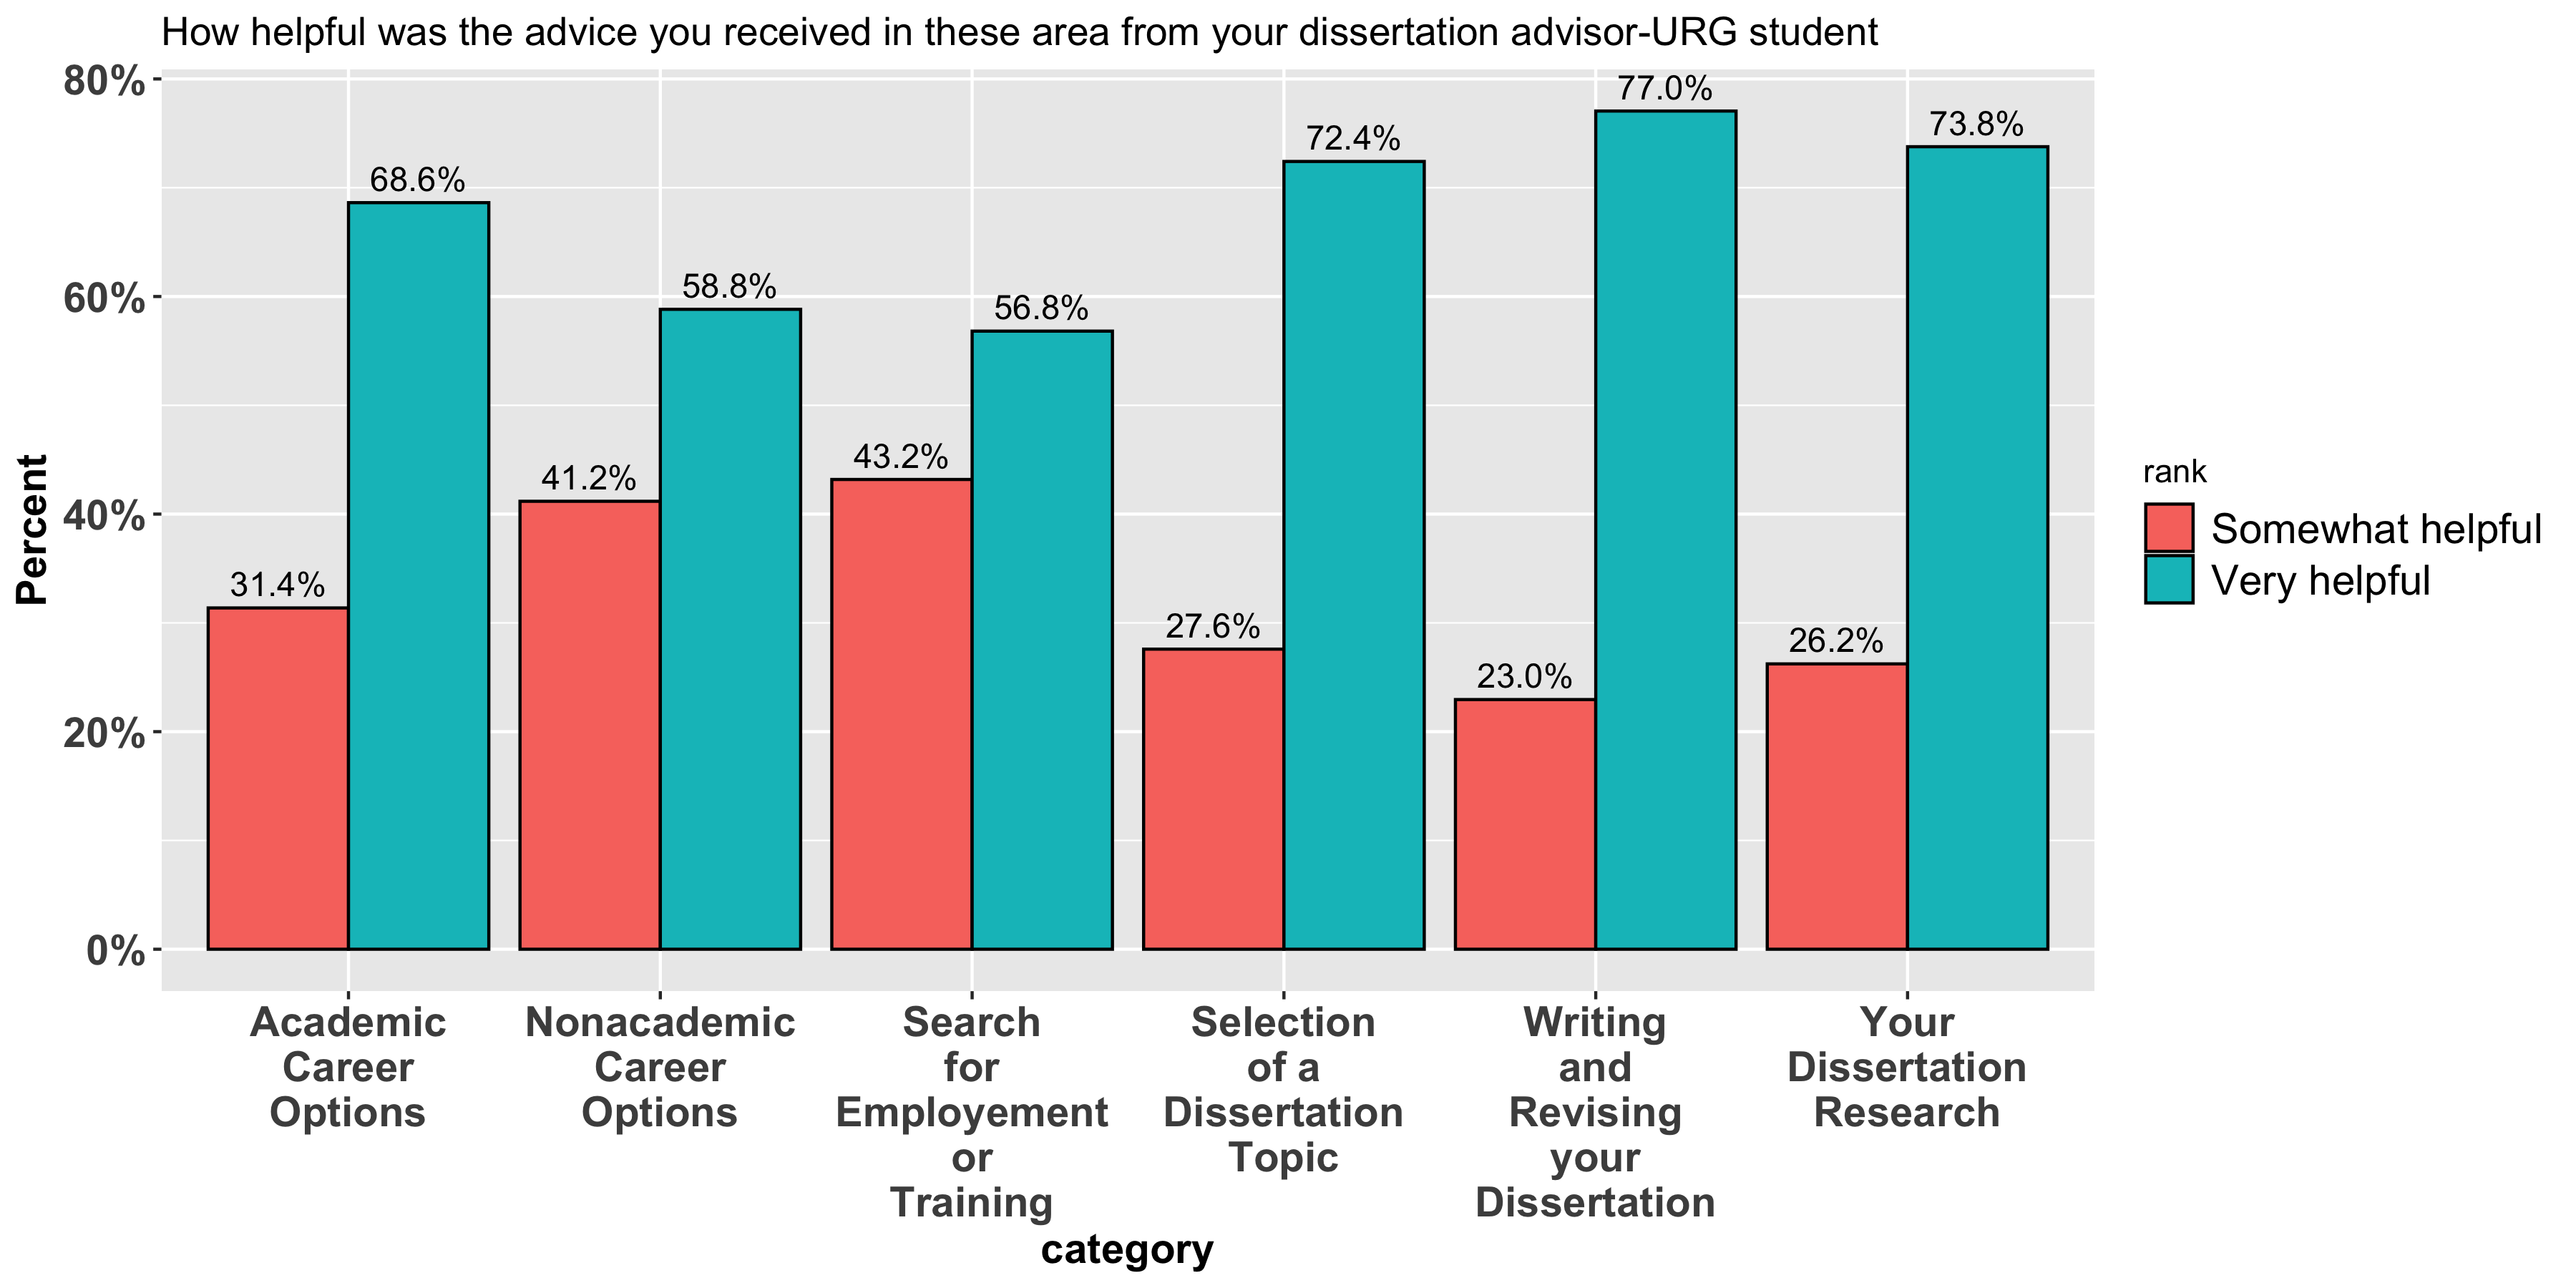 How helpful was the advice you received in these area from your dissertation advisor-URG student
80%
60%
40%
20%
0%
Percent
31.4%
68.6%
41.2%
58.8%
43.2%
56.8%
27.6%
72.4%
23.0%
77.0%
26.2%
73.8%
Academic
Career
Options
Nonacademic
Career
Options
Search
for
Employement
or
Training
Selection
of a
Dissertation
Topic
Writing
and
Revising
your
Dissertation
Your
Dissertation
Research
category
rank
Somewhat helpful
Very helpful